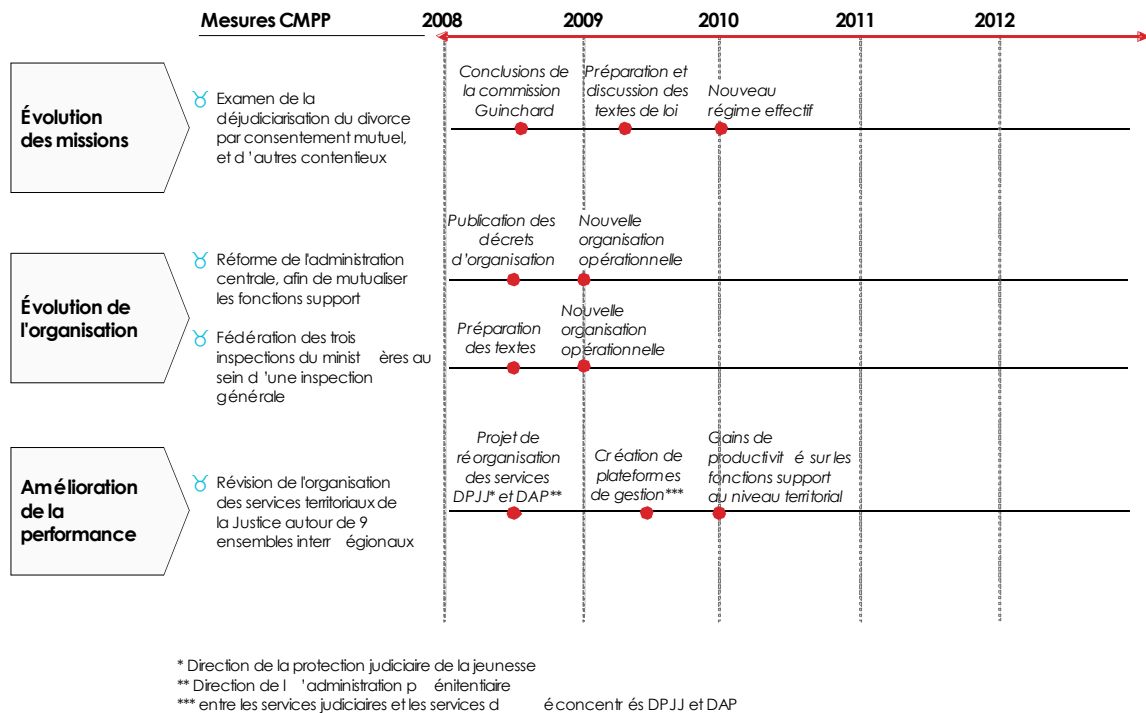 Mesures CMPP
2008
2009
2010
2011
2012
Évolution
des missions
Examen de la
déjudiciarisation du divorce
par consentement mutuel,
et d 'autres contentieux
Conclusions de
la commission
Guinchard
Préparation et
discussion des
textes de loi
Nouveau
régime effectif
Évolution de
l'organisation
Réforme de l'administration
centrale, afin de mutualiser
les fonctions support
Publication des
décrets
d'organisation
Nouvelle
organisation
opérationnelle
Fédération des trois
inspections du minist ères au
sein d 'une inspection
générale
Préparation
des textes
Nouvelle
organisation
opérationnelle
Amélioration
de la
performance
Révision de l'organisation
des services territoriaux de
la Justice autour de 9
ensembles interr égionaux
Projet de
réorganisation
des services
DPJJ* et DAP**
Cr éation de
plateformes
de gestion***
Gains de
productivit é sur les
fonctions support
au niveau territorial
* Direction de la protection judiciaire de la jeunesse
** Direction de l 'administration p énitentiaire
*** entre les services judiciaires et les services d éconcentr és DPJJ et DAP